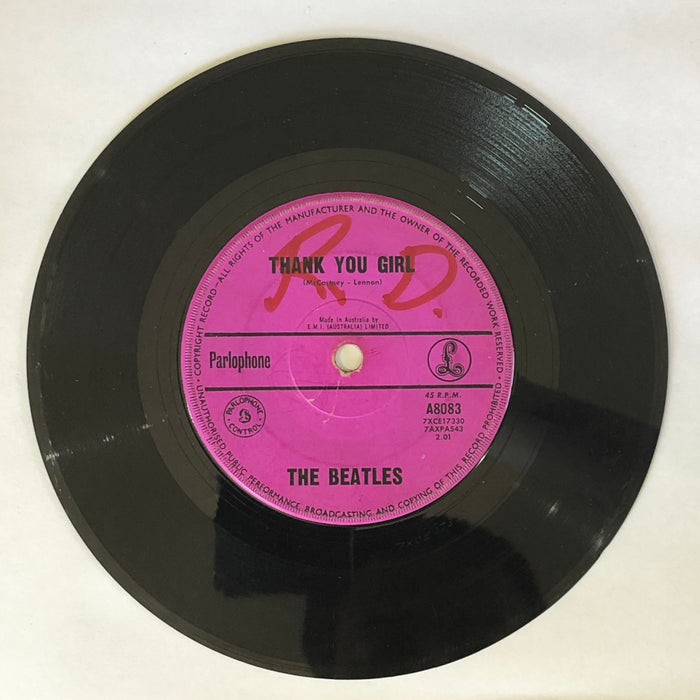 COPYRIGHT RECORD—ALL RIGHTS OF THE MANUFACTURER AND THE OWNER OF THE RECORDED WORK RESERVED •
R D.
THANK YOU GIRL
(McCartney - Lennon)
Made in Australia by
E.M.I. (AUSTRALIA) LIMITED
Parlophone
£
45 R.P.M.
A8083
7XCE17330
7AXPA543
2.01
PARLOPHONE
CONTROL
THE BEATLES
• UNAUTHORISED PUBLIC PERFORMANCE, BROADCASTING AND COPYING OF THIS RECORD PROHIBITED